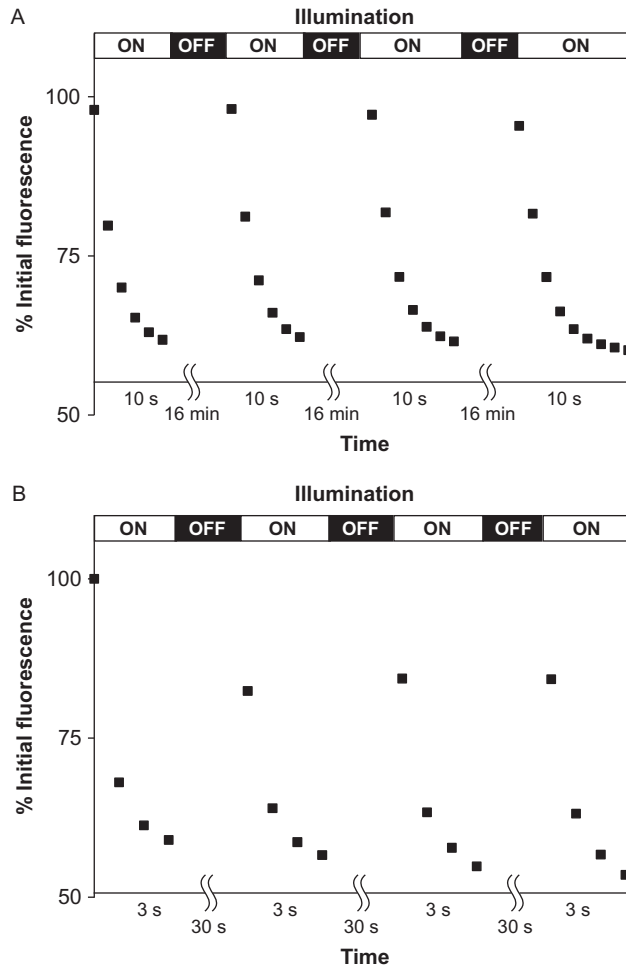 A
Illumination
ON OFF ON OFF ON OFF ON
100
75
50
% Initial fluorescence
10 s 16 min 10 s 16 min 10 s 16 min 10 s
Time
B
Illumination
ON OFF ON OFF ON OFF ON
100
75
50
% Initial fluorescence
3 s 30 s 3 s 30 s 3 s 30 s 3 s
Time